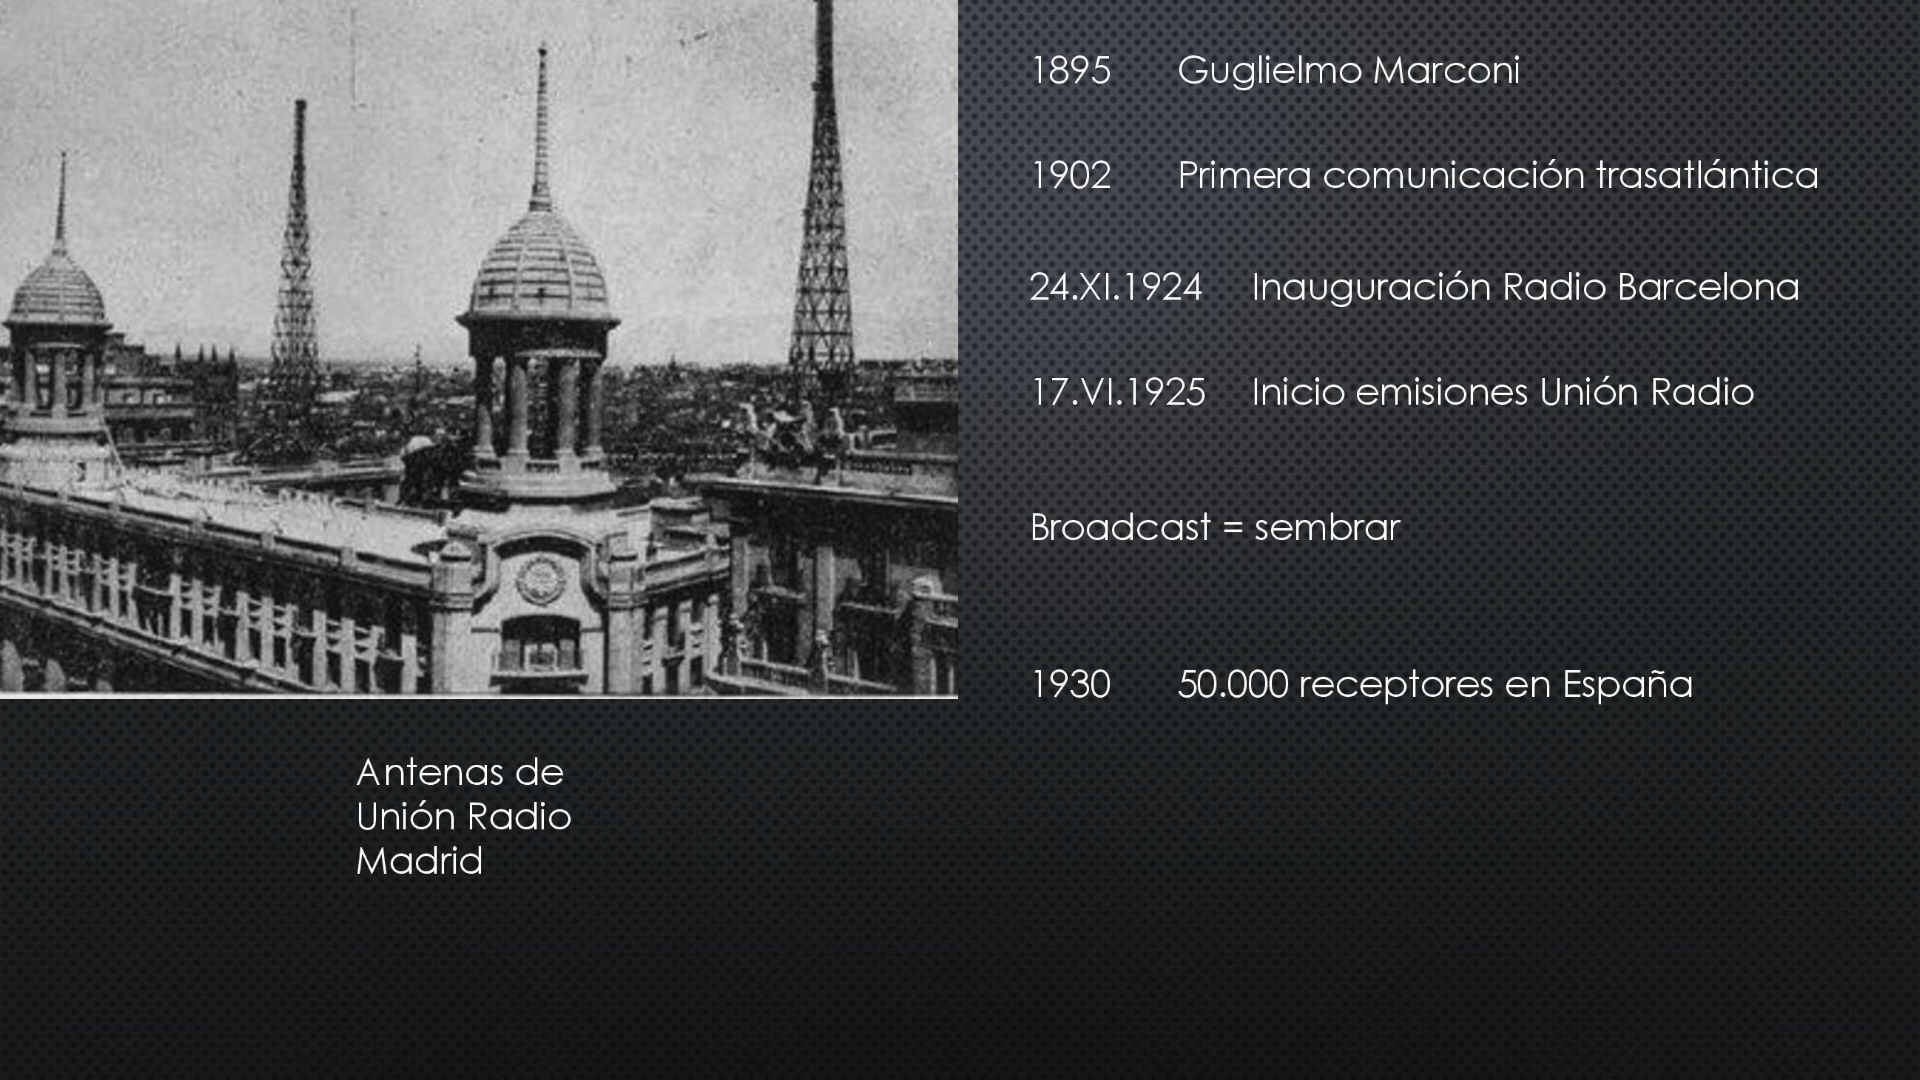 1895 Guglielmo Marconi
1902 Primera comunicación trasatlántica
24.XI.1924 Inauguración Radio Barcelona
17.VI.1925 Inicio emisiones Unión Radio
Broadcast = sembrar
1930 50.000 receptores en España
Antenas de
Unión Radio
Madrid